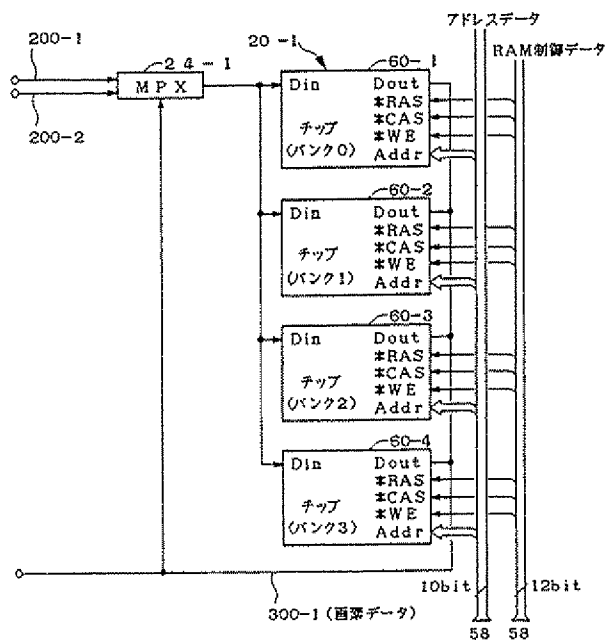 アドレスデータ
RAM制御データ
200-1
24-1
20-1
60-1
MPX
200-2
Din
Dout
*RAS
*CAS
*WE
Addr
チップ
(バンク0)
60-2
Din
Dout
*RAS
*CAS
*WE
Addr
チップ
(バンク1)
60-3
Din
Dout
*RAS
*CAS
*WE
Addr
チップ
(バンク2)
60-4
Din
Dout
*RAS
*CAS
*WE
Addr
チップ
(バンク3)
300-1(画素データ)
10bit
12bit
58
58